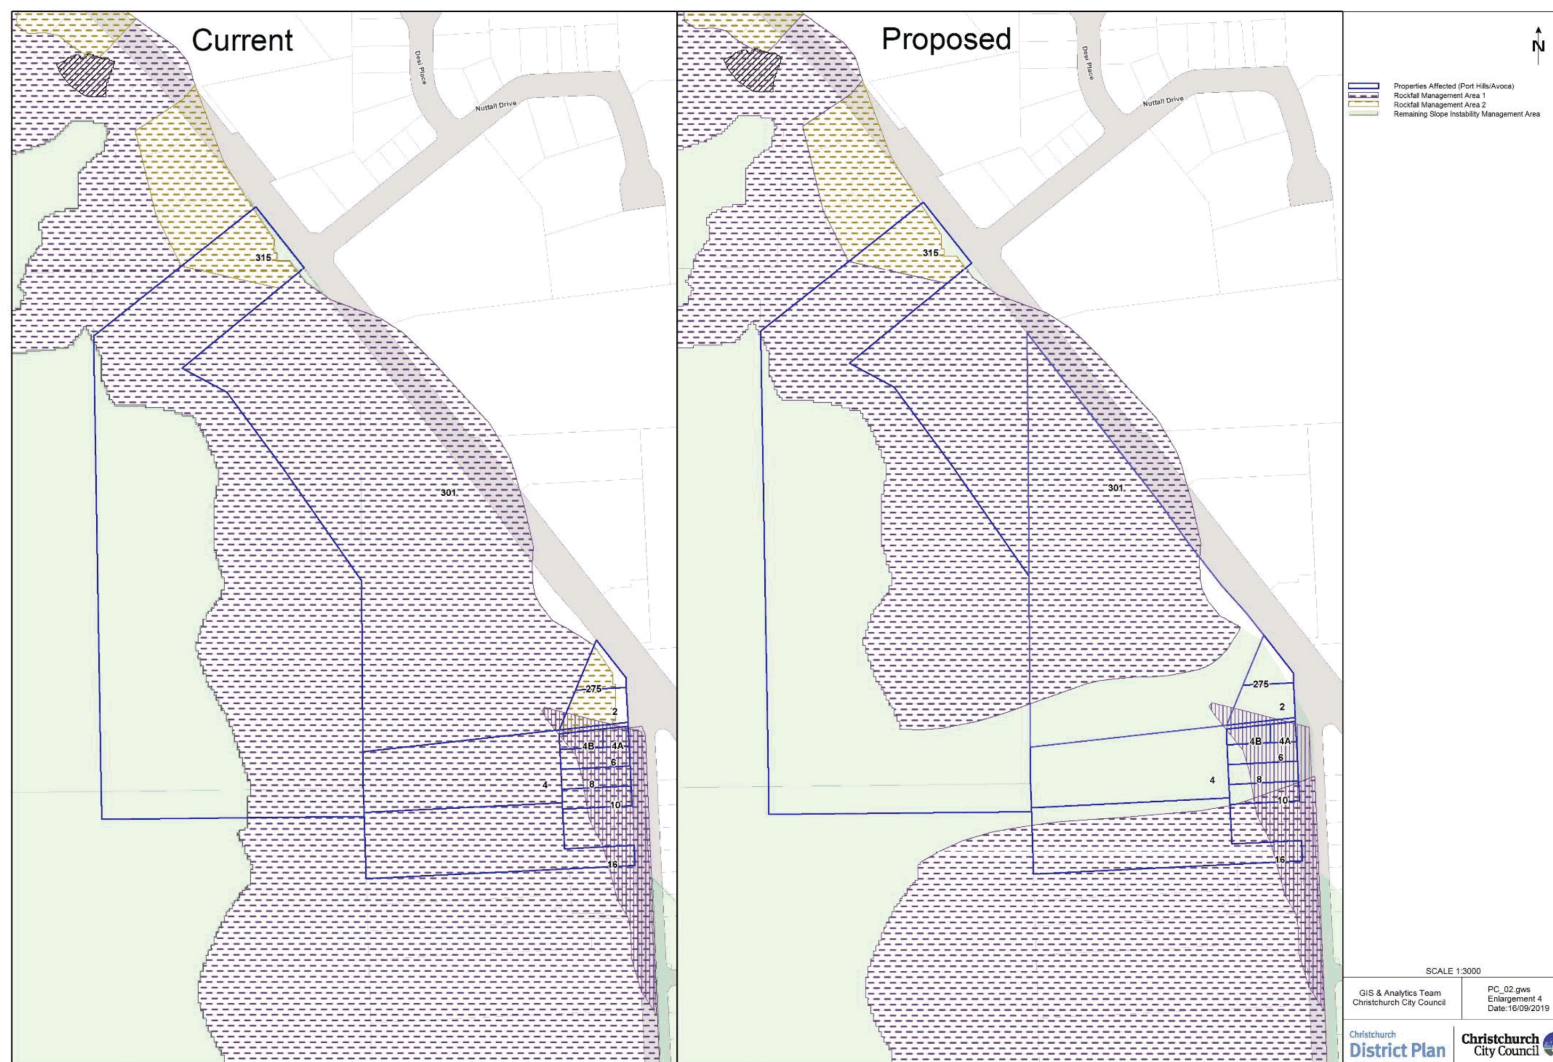 Current
Desi Place
Nuttall Drive
315
301
275
2
4B
4A
6
4
8
10
16
Proposed
Desi Place
Nuttall Drive
315
301
275
2
4B
4A
6
4
8
10
16
N
Properties Affected (Port Hills/Avoca)
Rockfall Management Area 1
Rockfall Management Area 2
Remaining Slope Instability Management Area
SCALE 1:3000
GIS & Analytics Team
Christchurch City Council
PC_02.gws
Enlargement 4
Date:16/09/2019
Christchurch
District Plan
Christchurch
City Council